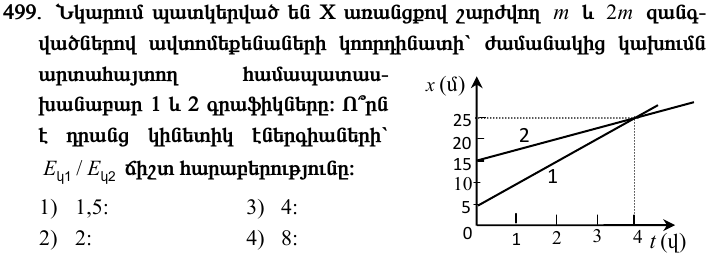 499. Նկարում պատկերված են X առանցքով շարժվող m և 2m զանգ-
վածներով ավտոմեքենաների կոորդինատի՝ ժամանակից կախումն
արտահայտող համապատաս-
խանաբար 1 և 2 գրաֆիկները: Ո՞րն
է դրանց կինետիկ էներգիաների՝
Eկ1 / Eկ2 ճիշտ հարաբերությունը:
1) 1,5:
3) 4:
2) 2:
4) 8:
x (մ)
25
20
15
10
5
0
1
2
3
4
t (վ)
2
1